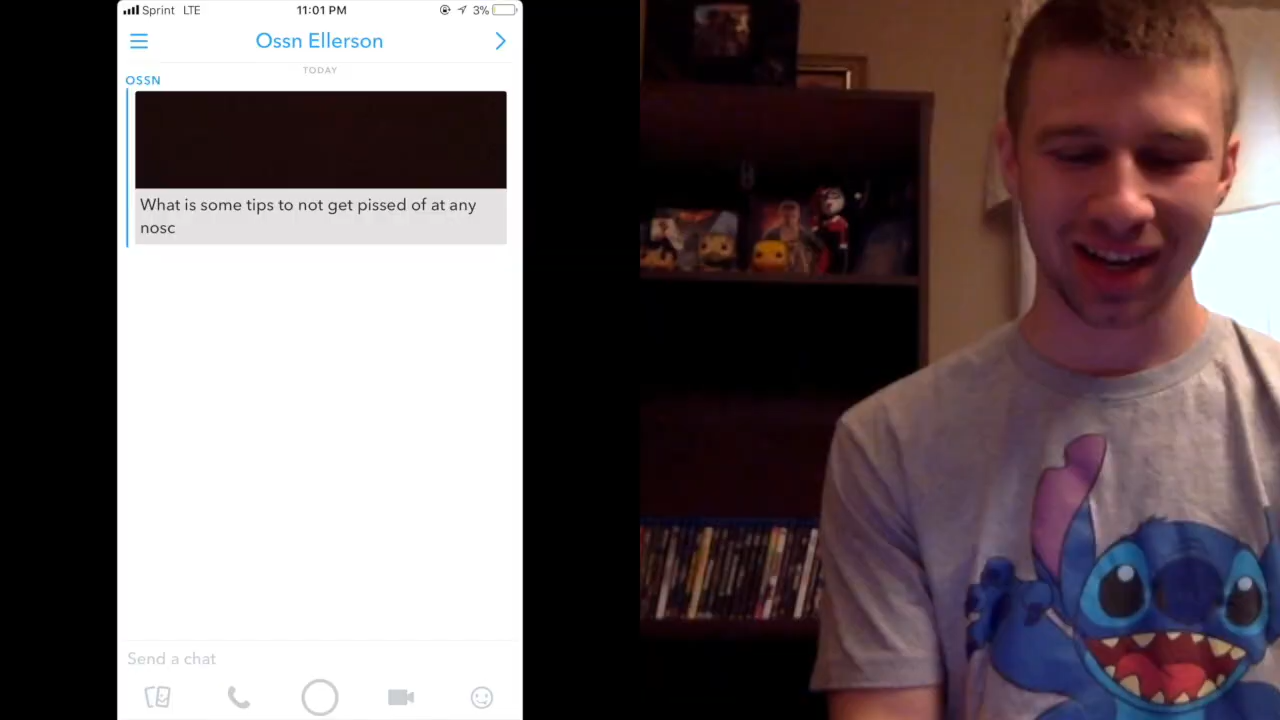 Sprint LTE 11:01 PM 3%
Ossn Ellerson
TODAY
OSSN
What is some tips to not get pissed of at any
nosc
Send a chat